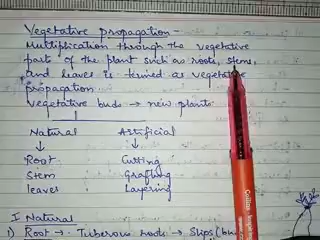 Vegetative propagation-
Multiplication through the vegetative
part of the plant such as roots, stems,
and leaves is termed as vegetative
propagation.
Vegetative buds → new plants
Natural Artificial
↓ ↓
Root Cutting
Stem Grafting
leaves Layering
I Natural
1) Root → Tuberous roots → Slips (bu